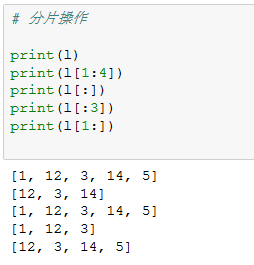 # 分片操作
print(l)
print(l[1:4])
print(l[:])
print(l[:3])
print(l[1:])
[1, 12, 3, 14, 5]
[12, 3, 14]
[1, 12, 3, 14, 5]
[1, 12, 3]
[12, 3, 14, 5]